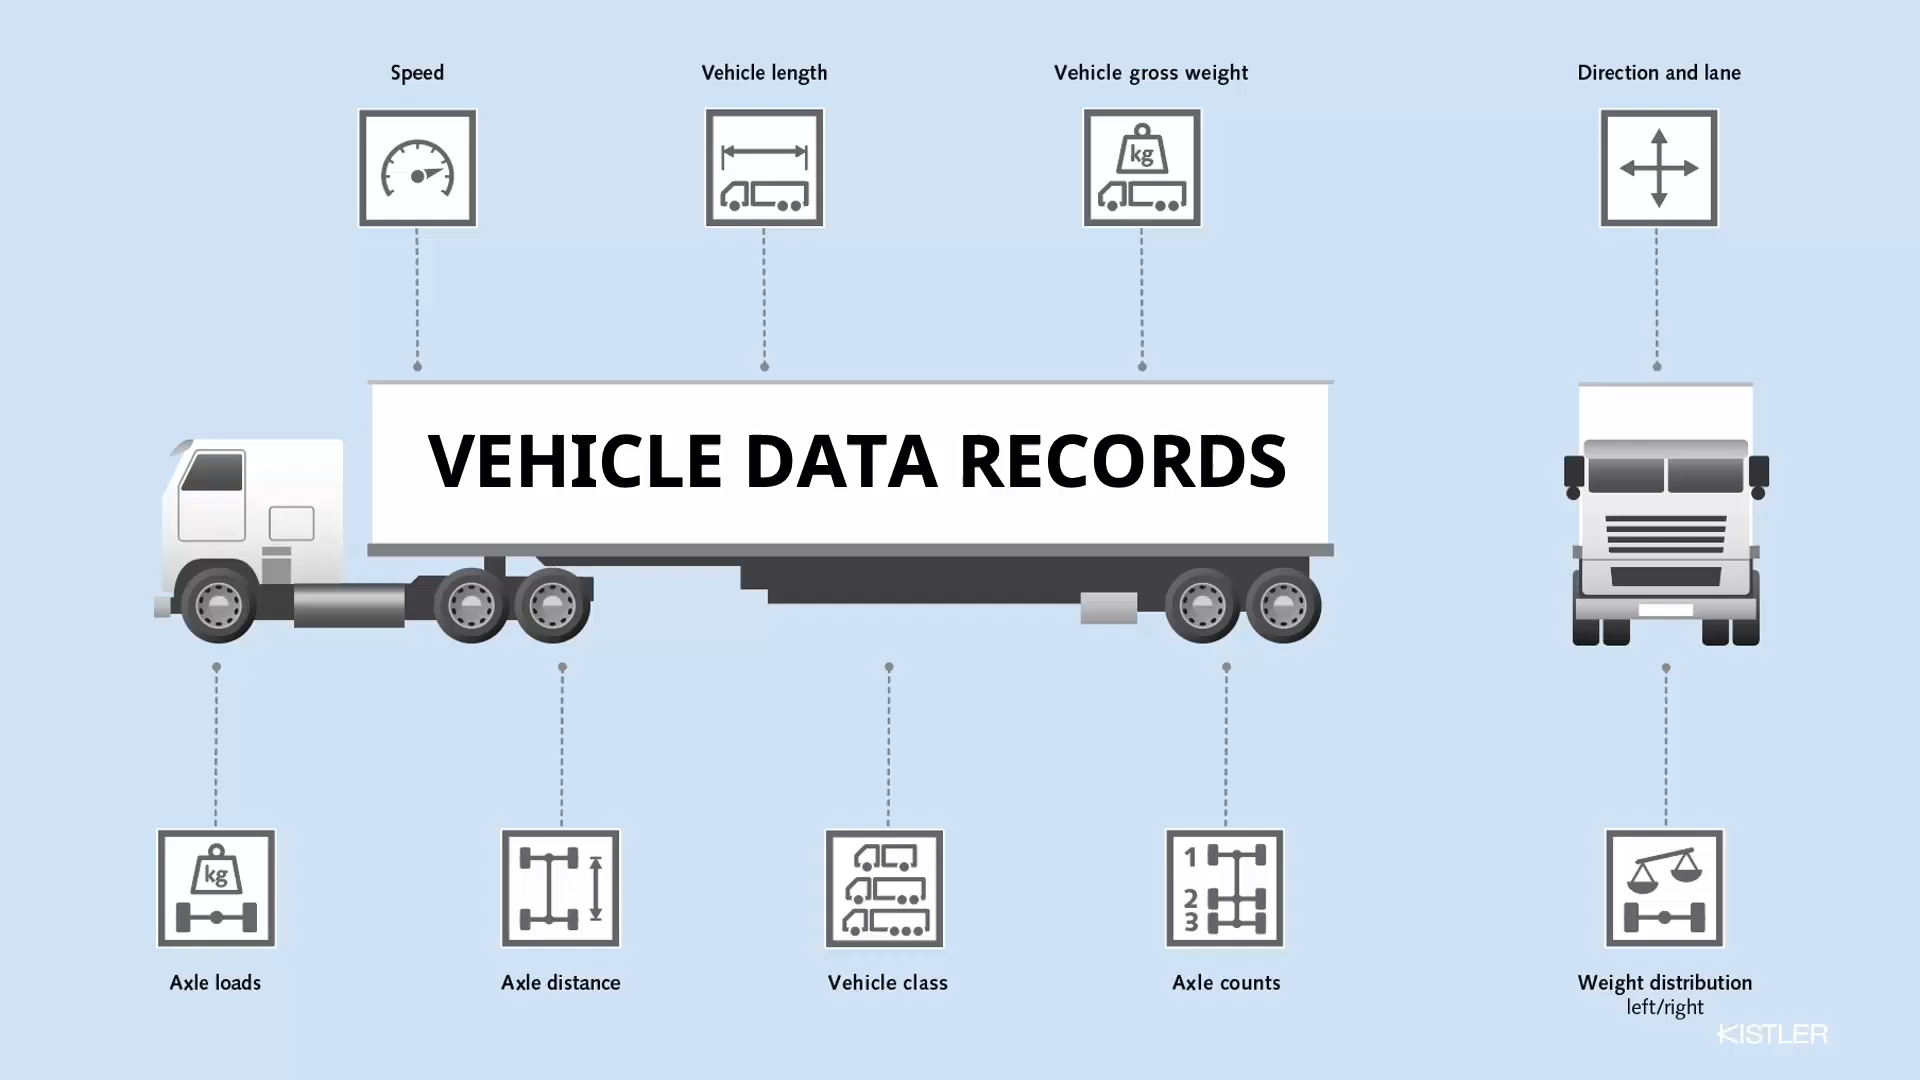 Speed
Vehicle length
Vehicle gross weight
Direction and lane
kg
VEHICLE DATA RECORDS
kg
1
2
3
Axle loads
Axle distance
Vehicle class
Axle counts
Weight distribution
left/right
KISTLER